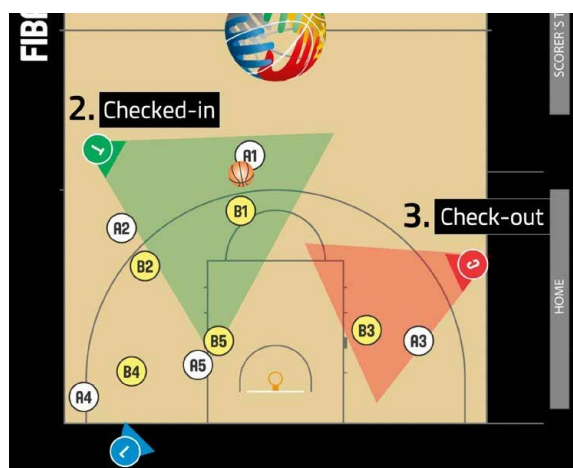 FIB
SCORER'S T
2. Checked-in
T
A1
B1
3. Check-out
A2
C
B2
HOME
B3
B5
A3
A5
B4
A4
L